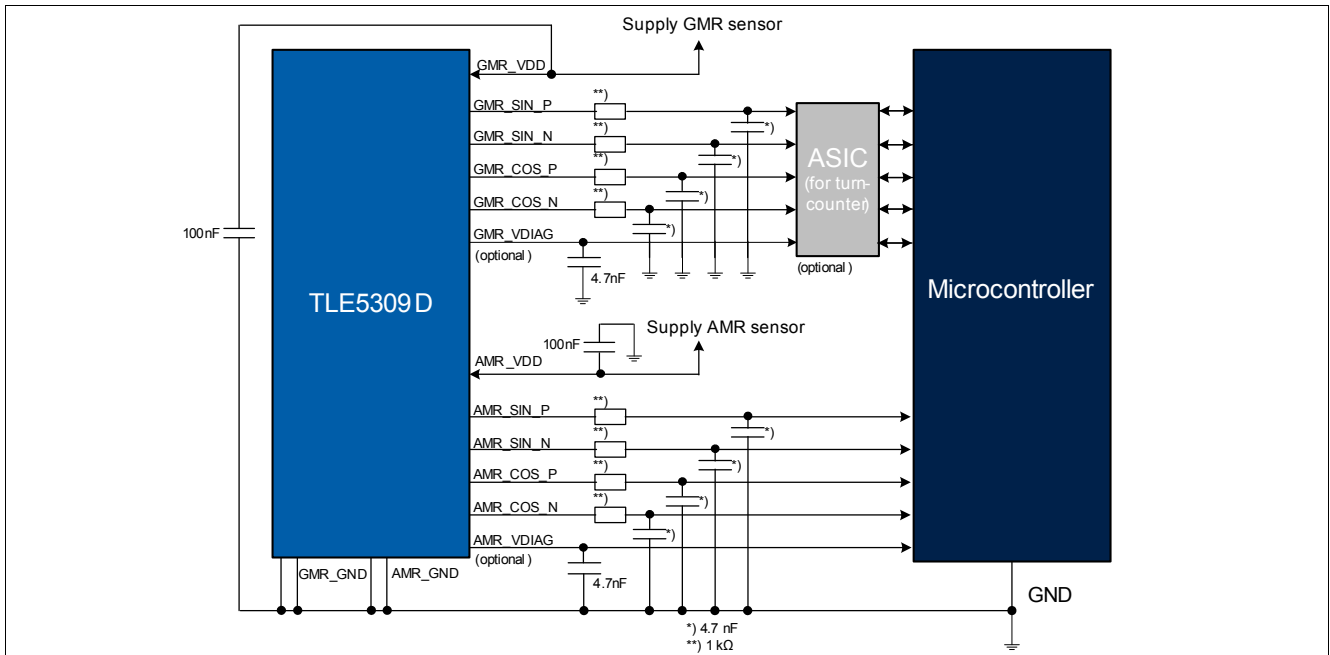 Supply GMR sensor
GMR_VDD
**)
GMR_SIN_P
*)
**)
GMR_SIN_N
*)
**)
GMR_COS_P
*)
**)
GMR_COS_N
*)
GMR_VDIAG
(optional)
4.7nF
100nF
ASIC
(for turn-
counter)
(optional)
TLE5309D
Microcontroller
Supply AMR sensor
100nF
AMR_VDD
**)
AMR_SIN_P
*)
**)
AMR_SIN_N
*)
**)
AMR_COS_P
*)
**)
AMR_COS_N
*)
AMR_VDIAG
(optional)
4.7nF
GMR_GND
AMR_GND
GND
*) 4.7 nF
**) 1 kΩ